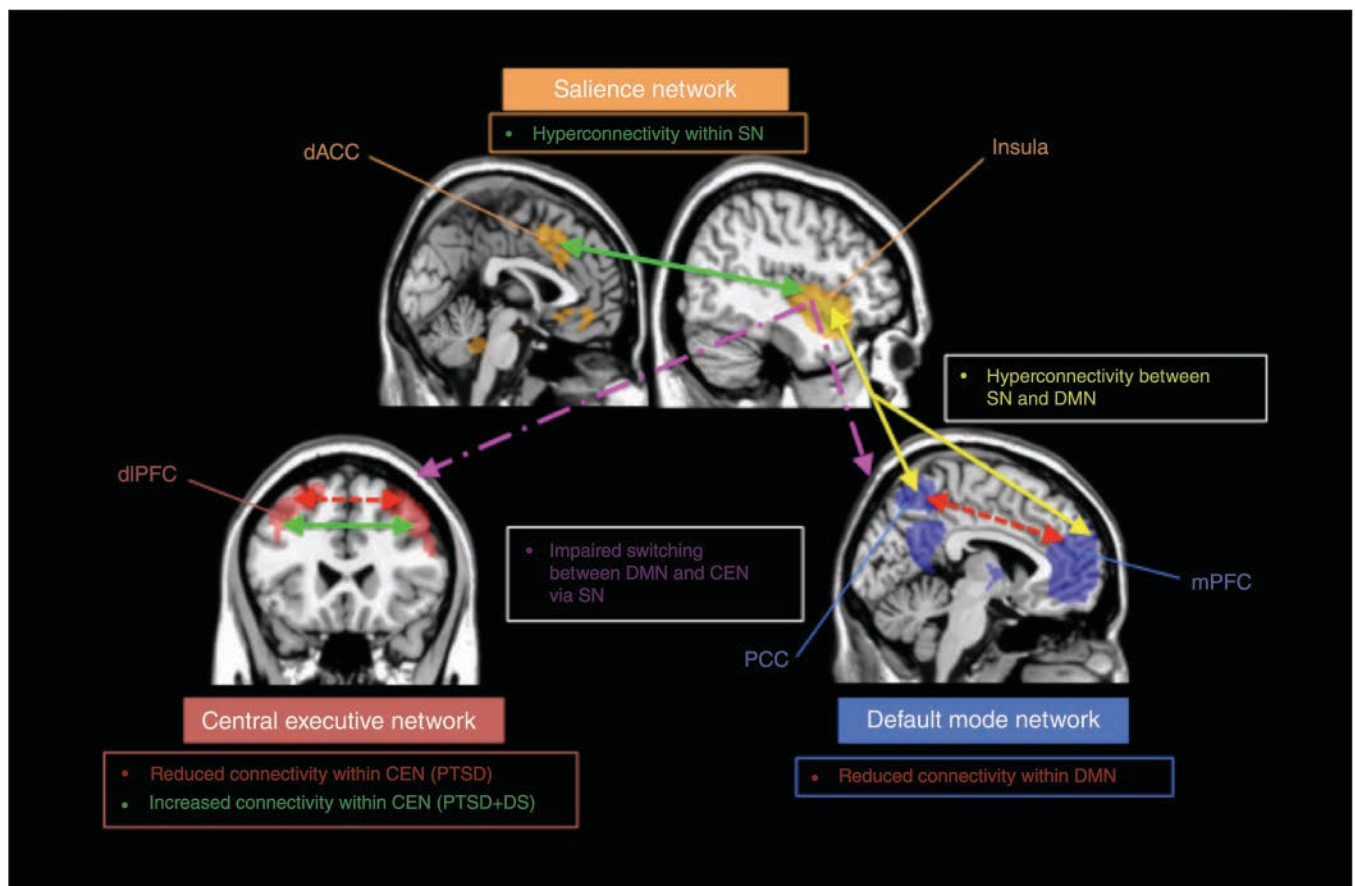 Salience network
• Hyperconnectivity within SN
dACC
Insula
• Hyperconnectivity between
SN and DMN
dlPFC
• Impaired switching
between DMN and CEN
via SN
mPFC
PCC
Central executive network
• Reduced connectivity within CEN (PTSD)
• Increased connectivity within CEN (PTSD+DS)
Default mode network
• Reduced connectivity within DMN